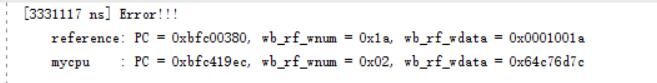 [3331117 ns] Error!!!
reference: PC = 0xbfc00380, wb_rf_wnum = 0x1a, wb_rf_wdata = 0x0001001a
mycpu : PC = 0xbfc419ec, wb_rf_wnum = 0x02, wb_rf_wdata = 0x64c76d7c